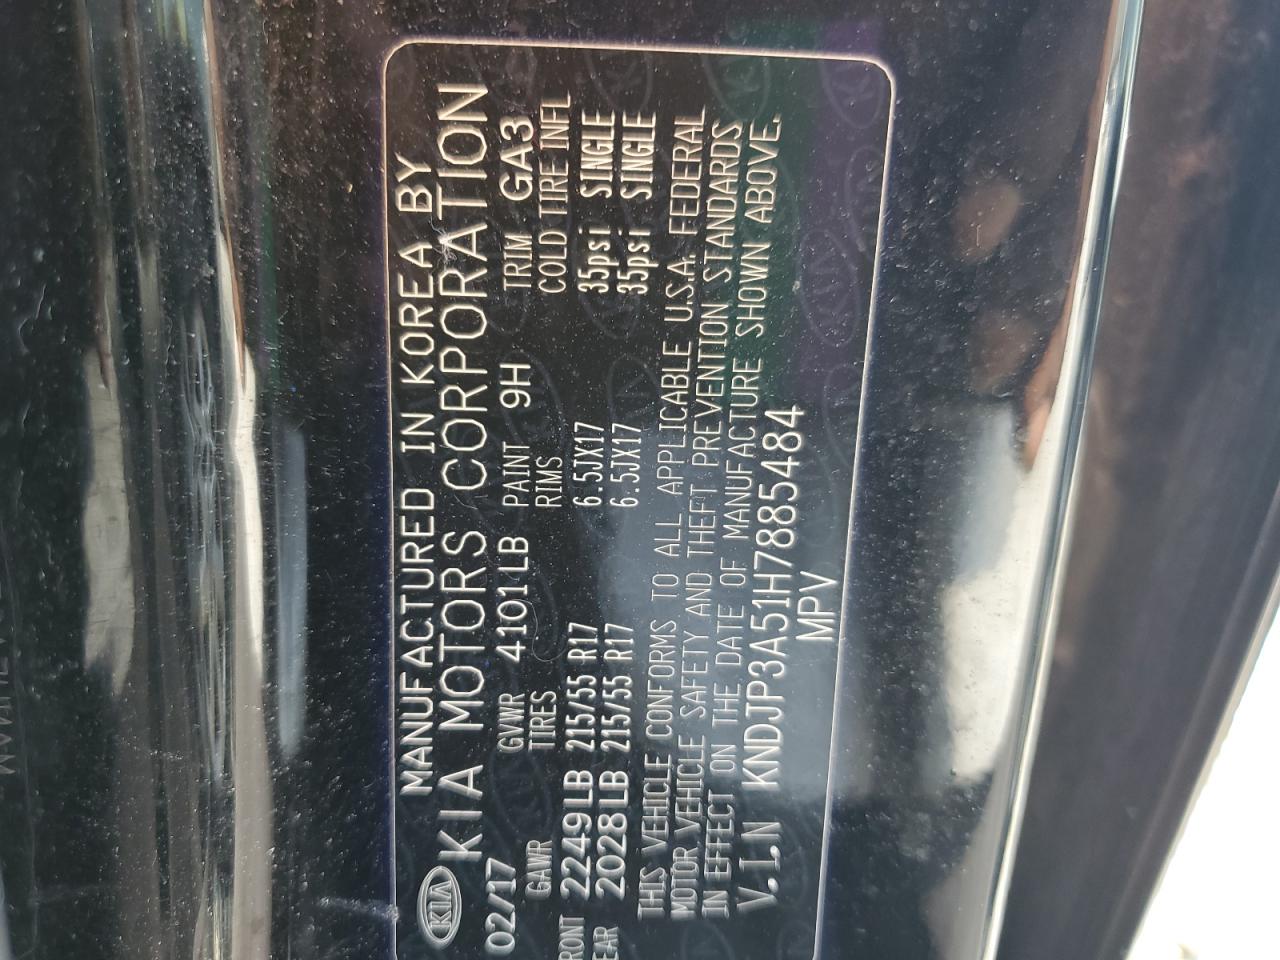 KIA MANUFACTURED IN KOREA BY
KIA MOTORS CORPORATION
02/17 GVWR 4101LB PAINT 9H TRIM GA3
GAWR TIRES RIMS COLD TIRE INFL
RONT 2249LB 215/55 R17 6.5JX17 35psi SINGLE
EAR 2028LB 215/55 R17 6.5JX17 35psi SINGLE
THIS VEHICLE CONFORMS TO ALL APPLICABLE U.S.A. FEDERAL
MOTOR VEHICLE SAFETY AND THEFT PREVENTION STANDARDS
IN EFFECT ON THE DATE OF MANUFACTURE SHOWN ABOVE.
V.I.N KNDJP3A51H7885484
MPV